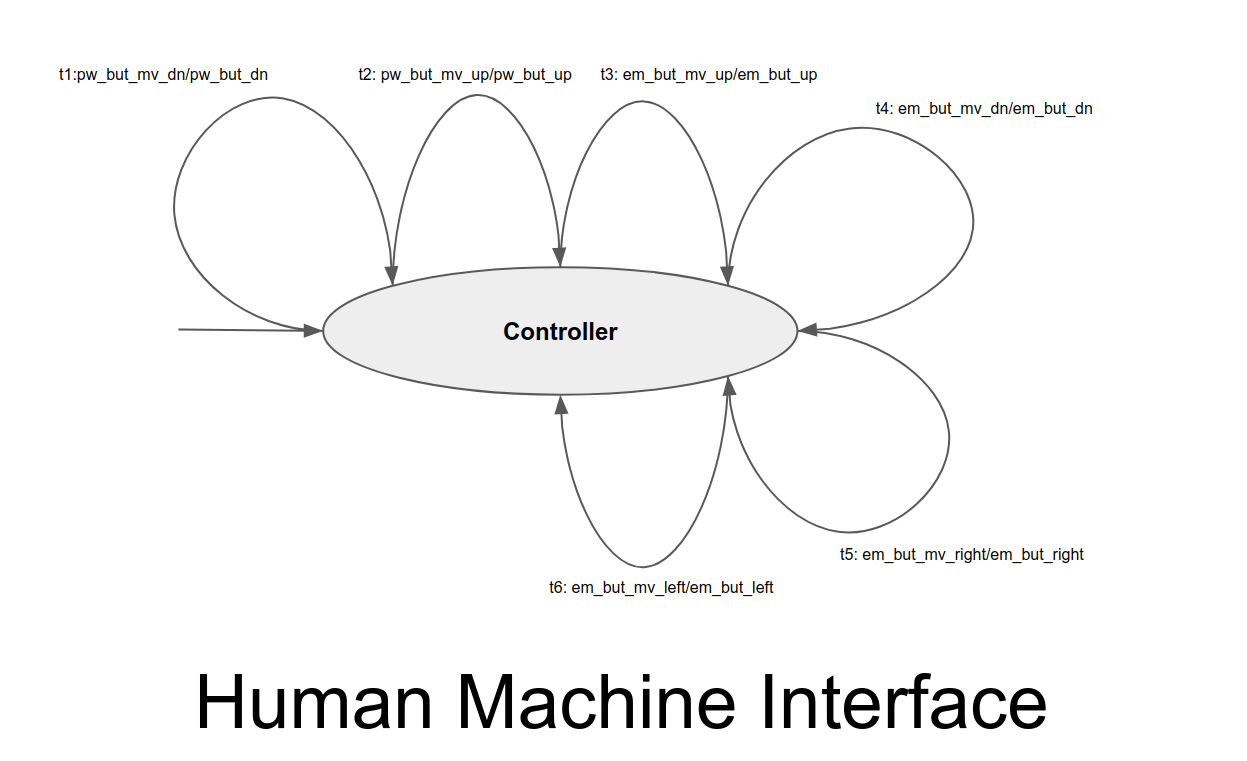 t1:pw_but_mv_dn/pw_but_dn
t2: pw_but_mv_up/pw_but_up
t3: em_but_mv_up/em_but_up
t4: em_but_mv_dn/em_but_dn
Controller
t5: em_but_mv_right/em_but_right
t6: em_but_mv_left/em_but_left
Human Machine Interface